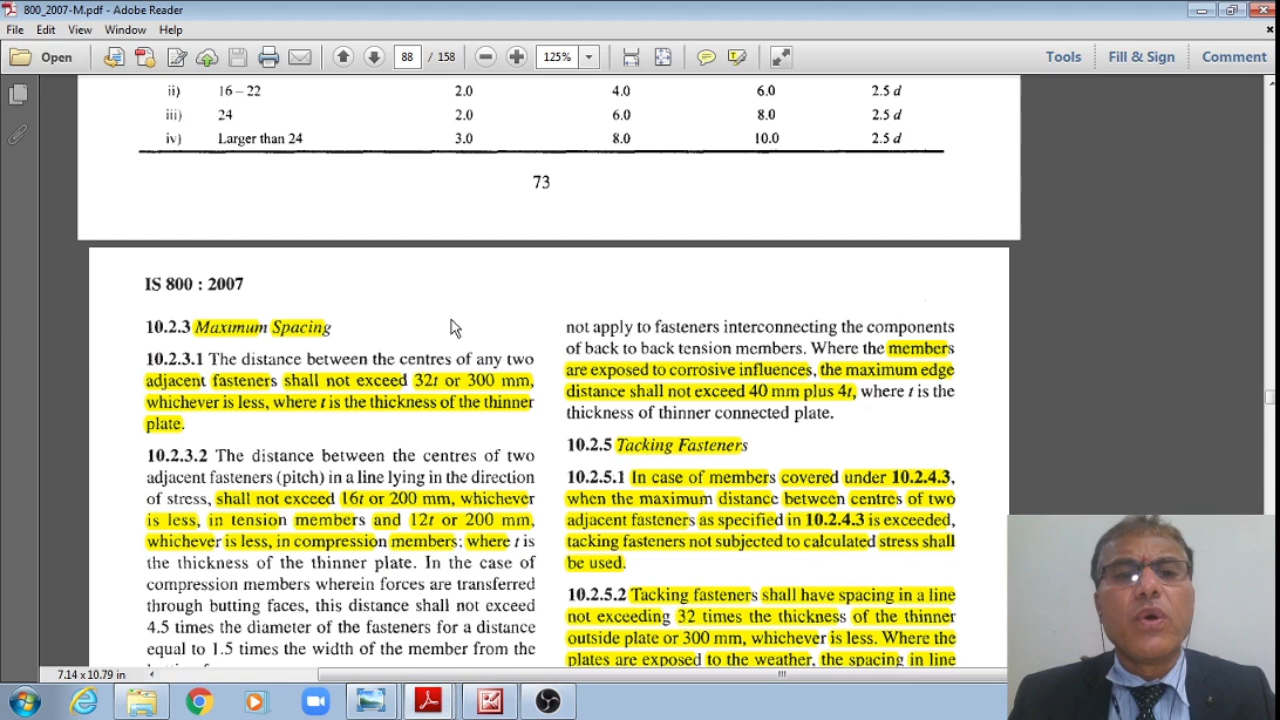 800_2007-M.pdf - Adobe Reader
File Edit View Window Help
Open
88 / 158
125%
Tools Fill & Sign Comment
ii) 16 – 22 2.0 4.0 6.0 2.5 d
iii) 24 2.0 6.0 8.0 2.5 d
iv) Larger than 24 3.0 8.0 10.0 2.5 d
73
IS 800 : 2007
10.2.3 Maximum Spacing
10.2.3.1 The distance between the centres of any two
adjacent fasteners shall not exceed 32t or 300 mm,
whichever is less, where t is the thickness of the thinner
plate.
10.2.3.2 The distance between the centres of two
adjacent fasteners (pitch) in a line lying in the direction
of stress, shall not exceed 16t or 200 mm, whichever
is less, in tension members and 12t or 200 mm,
whichever is less, in compression members; where t is
the thickness of the thinner plate. In the case of
compression members wherein forces are transferred
through butting faces, this distance shall not exceed
4.5 times the diameter of the fasteners for a distance
equal to 1.5 times the width of the member from the
not apply to fasteners interconnecting the components
of back to back tension members. Where the members
are exposed to corrosive influences, the maximum edge
distance shall not exceed 40 mm plus 4t, where t is the
thickness of thinner connected plate.
10.2.5 Tacking Fasteners
10.2.5.1 In case of members covered under 10.2.4.3,
when the maximum distance between centres of two
adjacent fasteners as specified in 10.2.4.3 is exceeded,
tacking fasteners not subjected to calculated stress shall
be used.
10.2.5.2 Tacking fasteners shall have spacing in a line
not exceeding 32 times the thickness of the thinner
outside plate or 300 mm, whichever is less. Where the
plates are exposed to the weather, the spacing in line
7.14 x 10.79 in